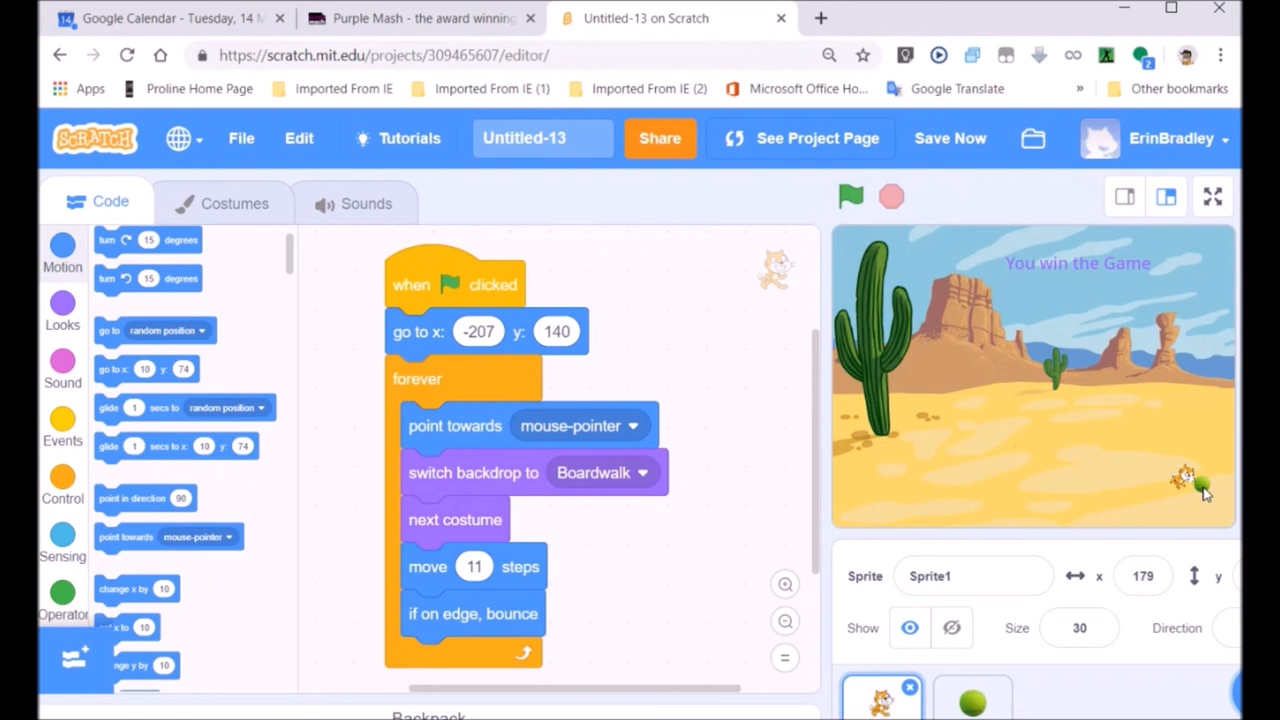 14 Google Calendar - Tuesday, 14 M
Purple Mash - the award winning
Untitled-13 on Scratch
https://scratch.mit.edu/projects/309465607/editor/
2
Apps Proline Home Page Imported From IE Imported From IE (1) Imported From IE (2) Microsoft Office Ho... Google Translate » Other bookmarks
SCRATCH File Edit Tutorials Untitled-13 Share See Project Page Save Now ErinBradley
Code Costumes Sounds
Motion
Looks
Sound
Events
Control
Sensing
Operator
turn 15 degrees
turn 15 degrees
go to random position
go to x: 10 y: 74
glide 1 secs to random position
glide 1 secs to x: 10 y: 74
point in direction 90
point towards mouse-pointer
change x by 10
x to 10
nge y by 10
when clicked
go to x: -207 y: 140
forever
point towards mouse-pointer
switch backdrop to Boardwalk
next costume
move 11 steps
if on edge, bounce
You win the Game
Sprite Sprite1 x 179 y
Show Size 30 Direction
Backpack